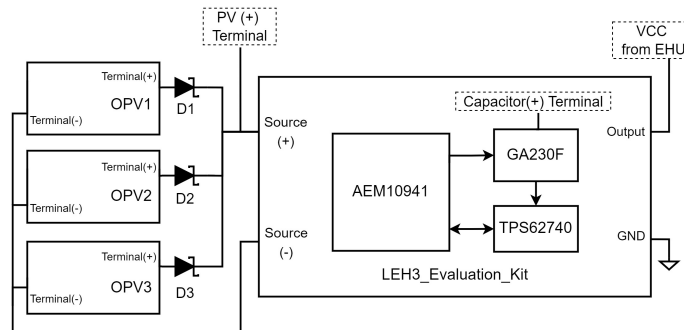 PV (+)
Terminal
VCC
from EHU
Terminal(+)
OPV1
Terminal(-)
D1
Terminal(+)
OPV2
Terminal(-)
D2
Terminal(+)
OPV3
Terminal(-)
D3
Source
(+)
Source
(-)
Capacitor(+) Terminal
AEM10941
GA230F
TPS62740
Output
GND
LEH3_Evaluation_Kit